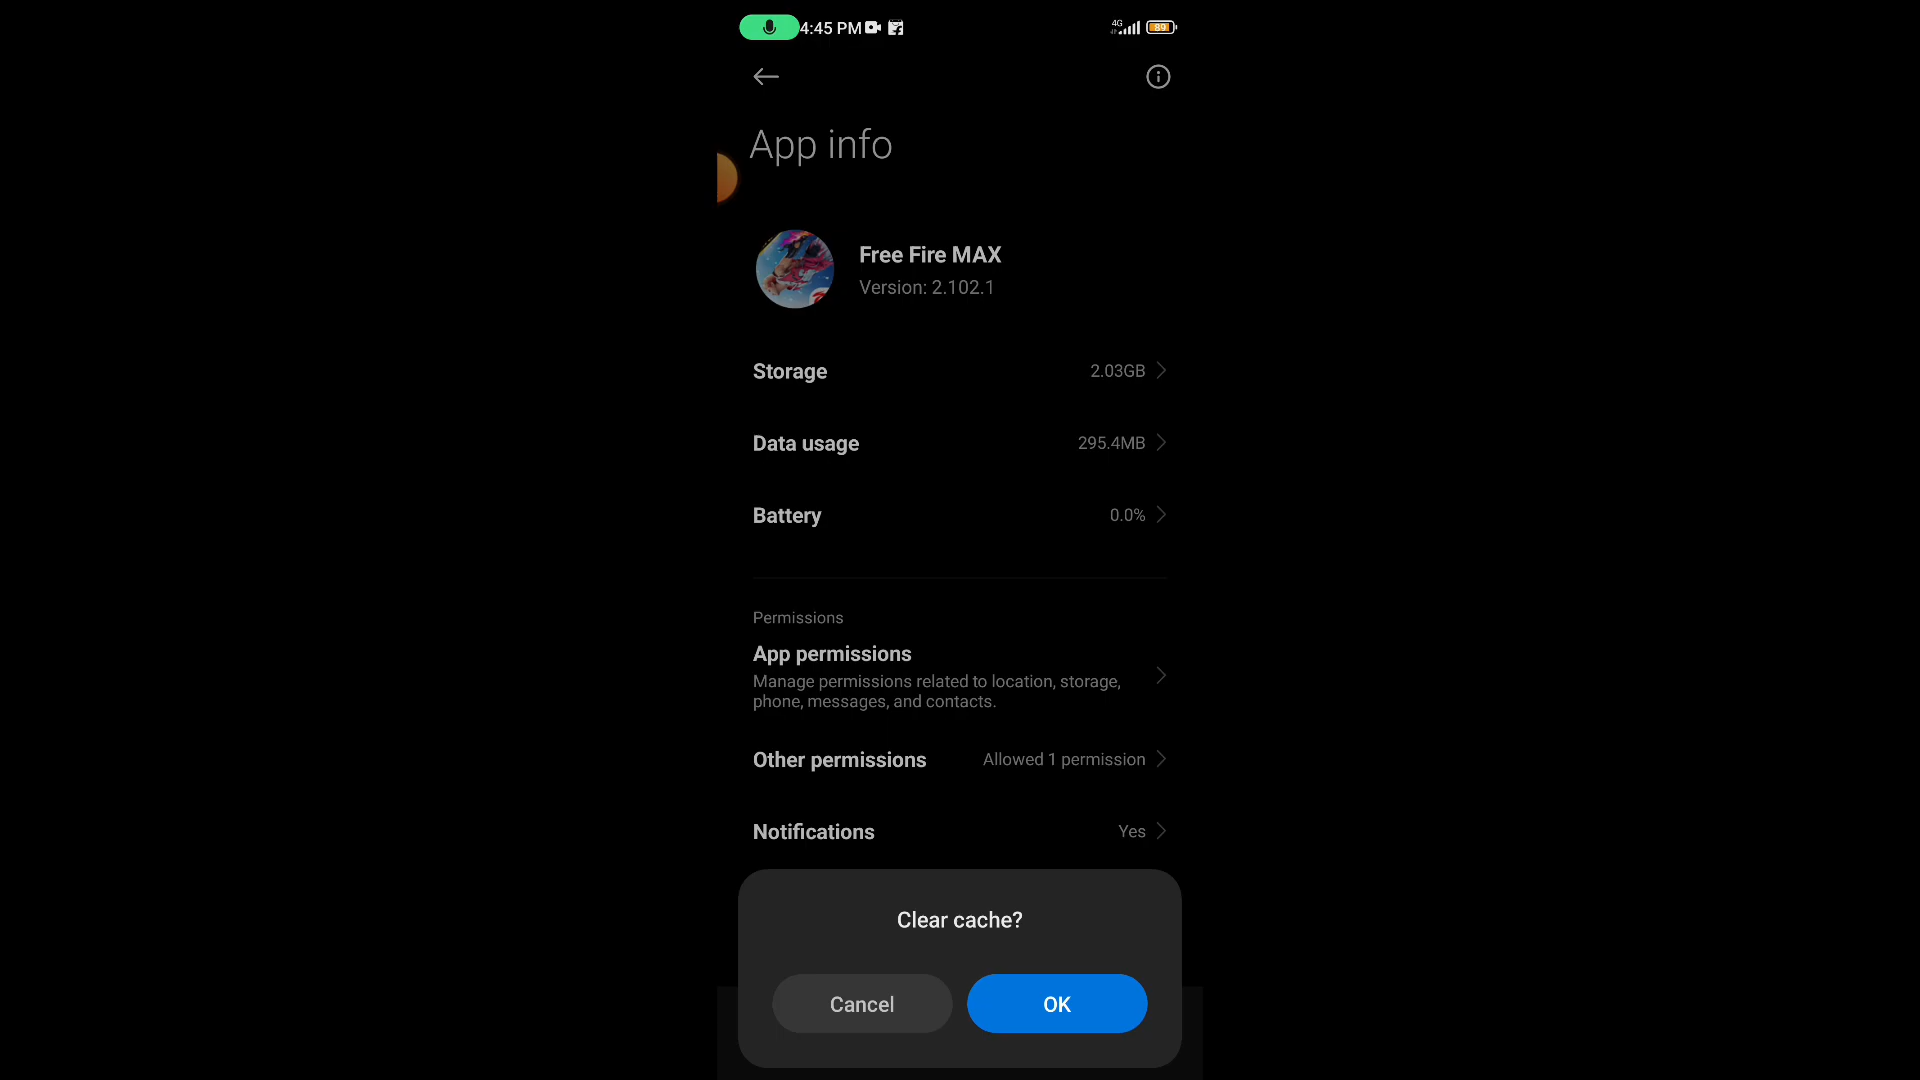 4:45 PM
4G
89
App info
Free Fire MAX
Version: 2.102.1
Storage 2.03GB
Data usage 295.4MB
Battery 0.0%
Permissions
App permissions
Manage permissions related to location, storage,
phone, messages, and contacts.
Other permissions Allowed 1 permission
Notifications Yes
Clear cache?
Cancel OK